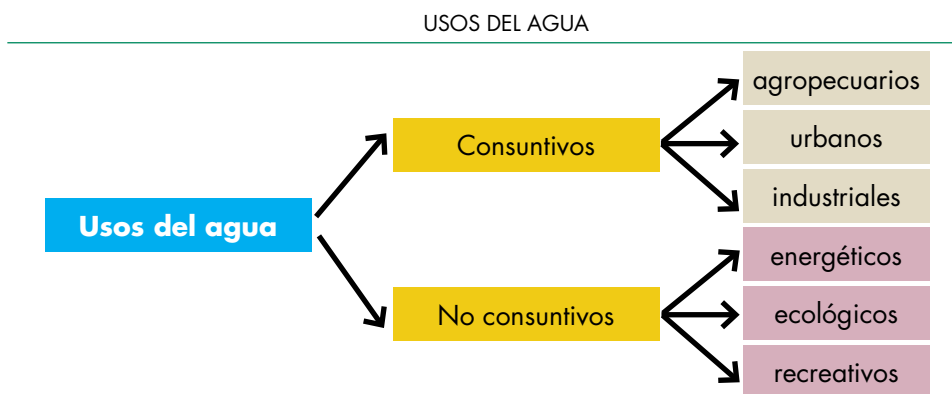 USOS DEL AGUA
Usos del agua
Consuntivos
agropecuarios
urbanos
industriales
No consuntivos
energéticos
ecológicos
recreativos